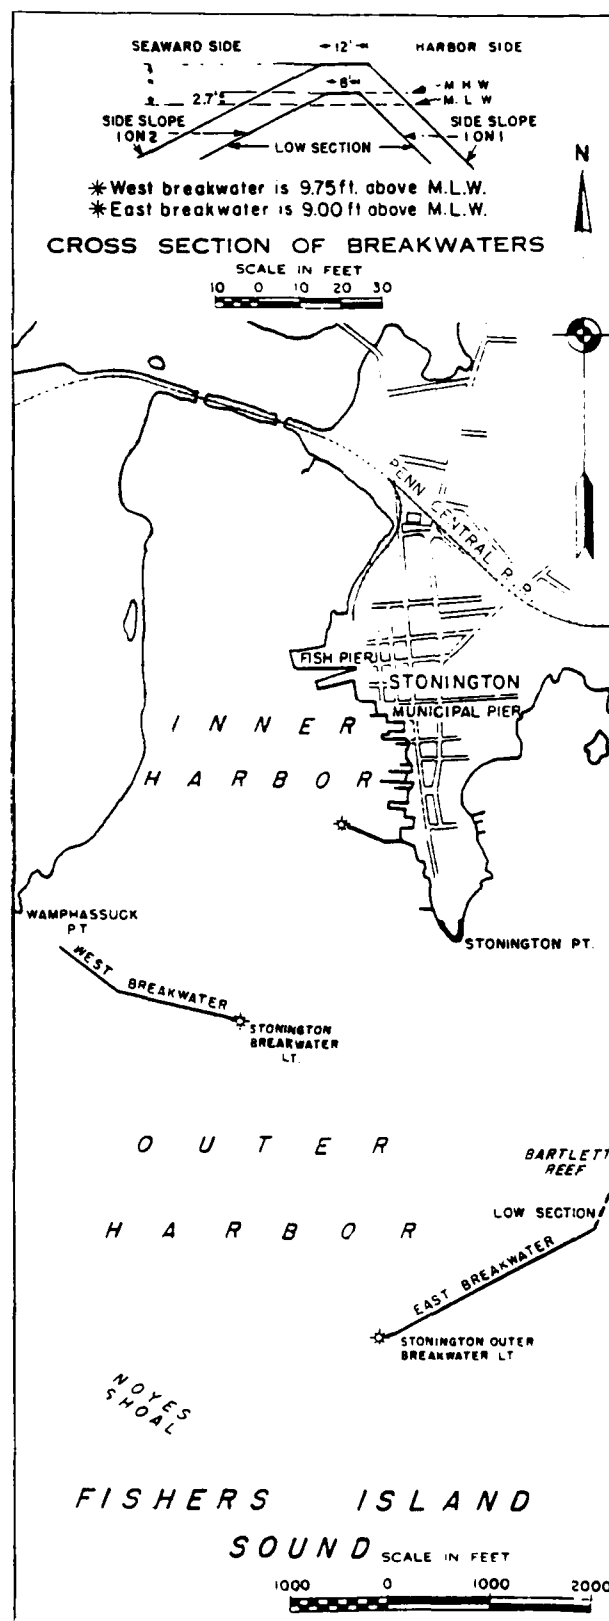 SEAWARD SIDE 12' HARBOR SIDE
8' M H W
2.7' M. L W
SIDE SLOPE SIDE SLOPE
1 ON 2 LOW SECTION 1 ON 1
West breakwater is 9.75 ft. above M.L.W.
East breakwater is 9.00 ft above M.L.W.
N
CROSS SECTION OF BREAKWATERS
SCALE IN FEET
10 0 10 20 30
PENN CENTRAL R.R.
FISH PIER
STONINGTON
MUNICIPAL PIER
INNER
HARBOR
WAMPHASSUCK
PT
STONINGTON PT.
WEST BREAKWATER
STONINGTON
BREAKWATER
LT.
OUTER
HARBOR
BARTLETT
REEF
LOW SECTION
EAST BREAKWATER
STONINGTON OUTER
BREAKWATER LT
NOYES
SHOAL
FISHERS ISLAND
SOUND
SCALE IN FEET
1000 0 1000 2000